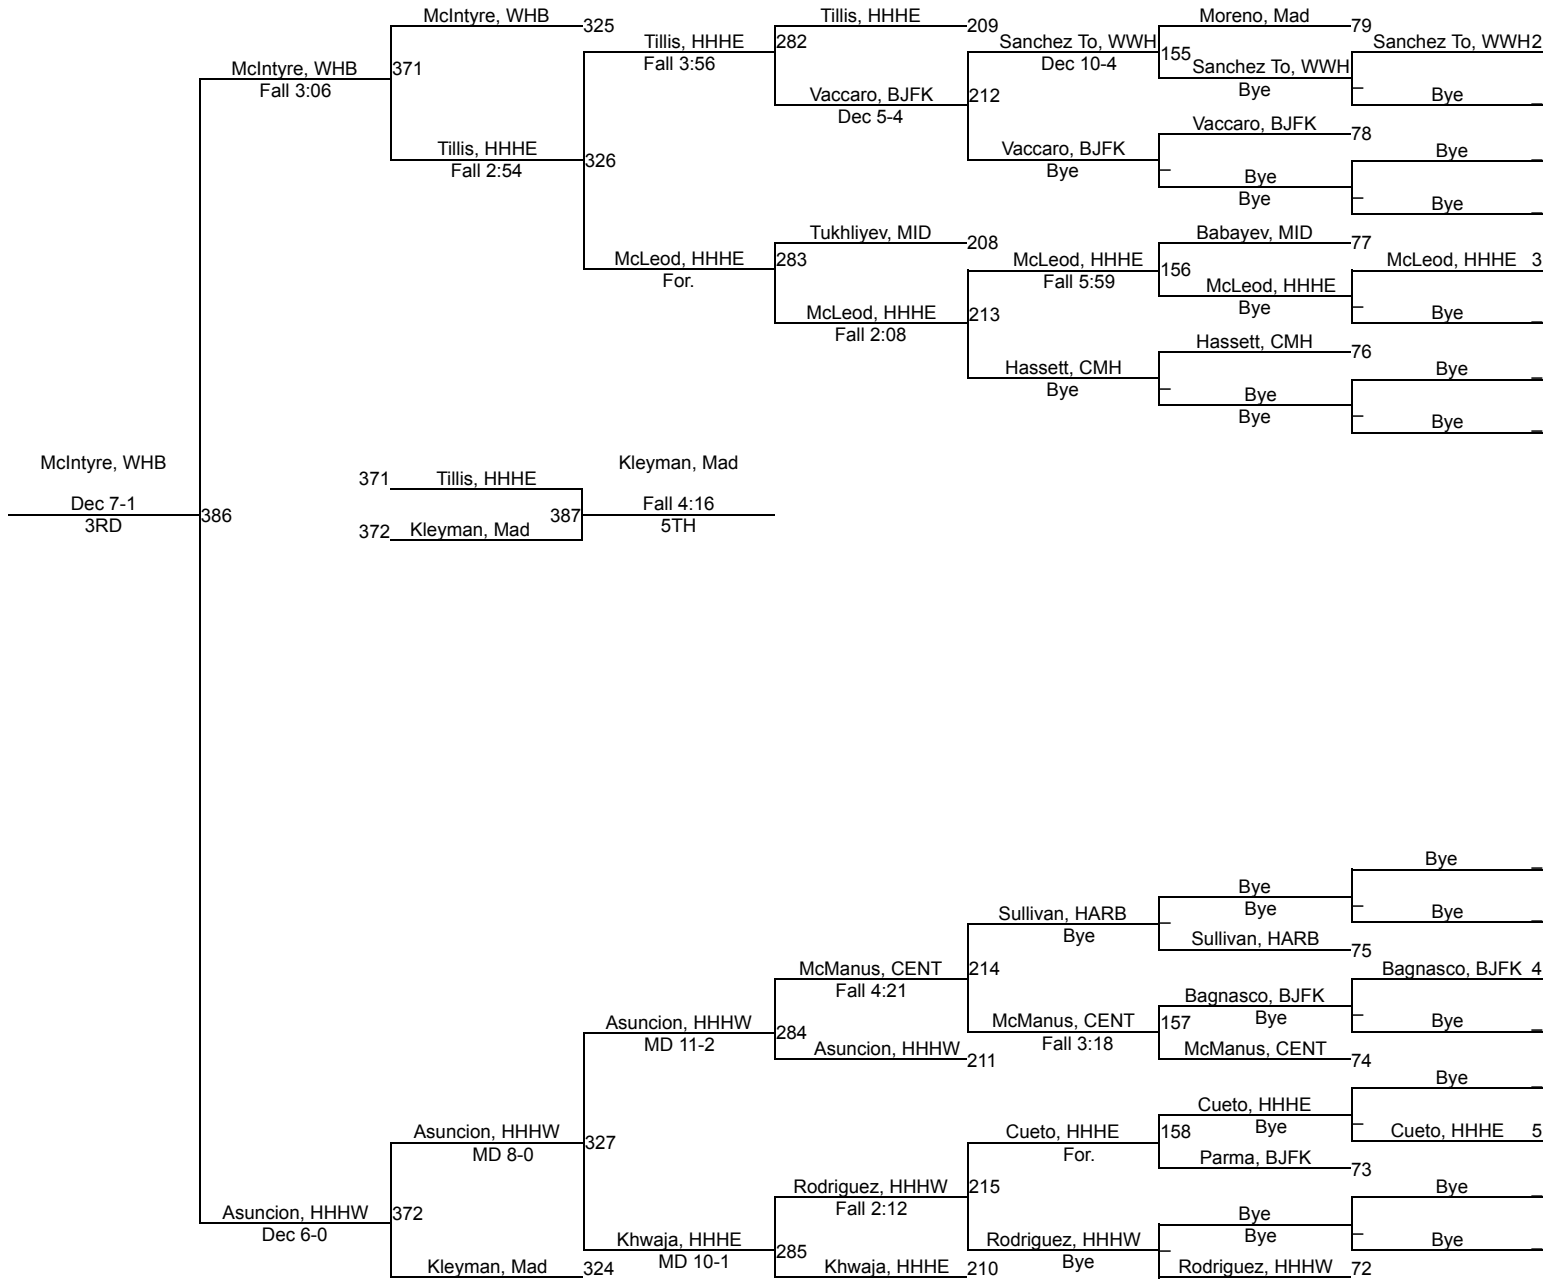 McIntyre, WHB
325
Tillis, HHHE
209
Moreno, Mad
79
Tillis, HHHE
282
Sanchez To, WWH
Sanchez To, WWH2
Fall 3:56
Dec 10-4
155
McIntyre, WHB
371
Sanchez To, WWH
Fall 3:06
Bye
_
Bye
_
Vaccaro, BJFK
212
Dec 5-4
Vaccaro, BJFK
78
Tillis, HHHE
326
Vaccaro, BJFK
Bye
_
Fall 2:54
Bye
_
Bye
Bye
_
Bye
_
Tukhliyev, MID
208
Babayev, MID
77
McLeod, HHHE
283
McLeod, HHHE
McLeod, HHHE 3
For.
Fall 5:59
156
McLeod, HHHE
Bye
_
McLeod, HHHE
213
Bye
_
Fall 2:08
Hassett, CMH
76
Hassett, CMH
Bye
_
Bye
_
Bye
Bye
_
Bye
_
McIntyre, WHB
Kleyman, Mad
371
Tillis, HHHE
Dec 7-1
Fall 4:16
386
387
3RD
5TH
372
Kleyman, Mad
Bye
_
Bye
Sullivan, HARB
Bye
_
Bye
_
Bye
_
Sullivan, HARB
75
McManus, CENT
214
Bagnasco, BJFK 4
Fall 4:21
Bagnasco, BJFK
Asuncion, HHHW
McManus, CENT
157
Bye
_
Bye
_
MD 11-2
284
Fall 3:18
Asuncion, HHHW
211
McManus, CENT
74
Bye
_
Cueto, HHHE
Asuncion, HHHW
327
Cueto, HHHE
158
Bye
_
Cueto, HHHE 5
MD 8-0
For.
Parma, BJFK
73
Rodriguez, HHHW
215
Bye
_
Fall 2:12
Asuncion, HHHW
372
Bye
Dec 6-0
Bye
Khwaja, HHHE
285
Rodriguez, HHHW
_
Bye
_
MD 10-1
Bye
Kleyman, Mad
324
Khwaja, HHHE
210
Rodriguez, HHHW
72